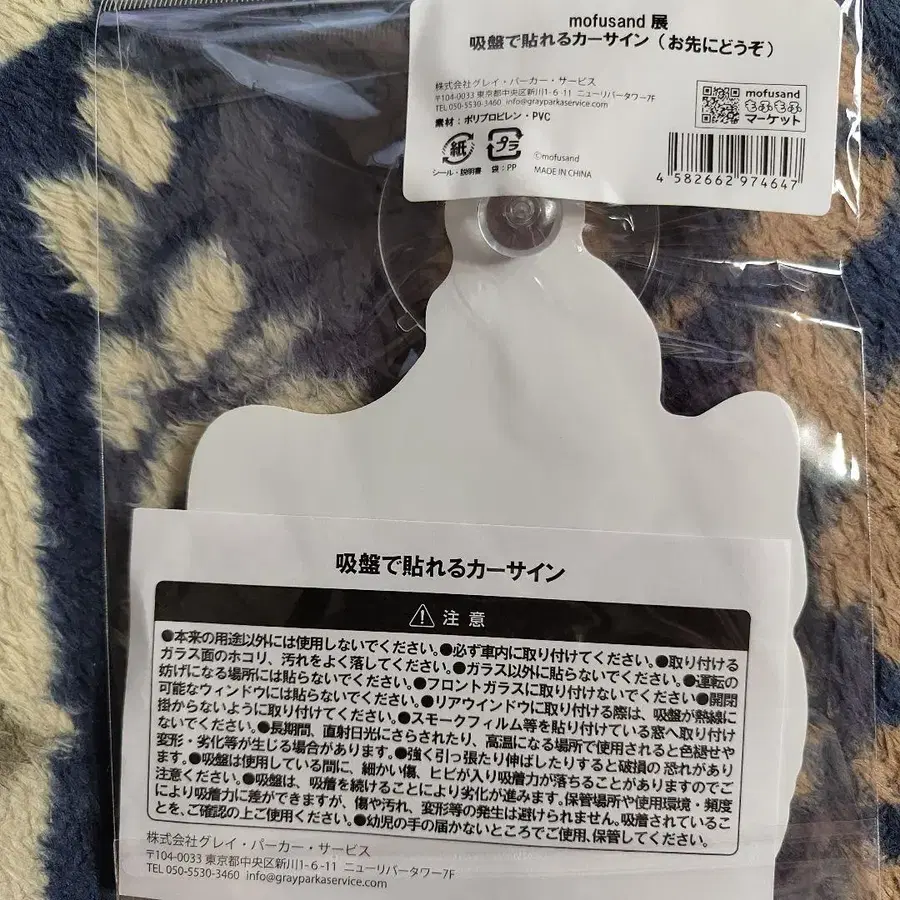 mofusand 展
吸盤で貼れるカーサイン（お先にどうぞ）
株式会社グレイ・パーカー・サービス
〒104-0033 東京都中央区新川1-6-11 ニューリバータワー7F
TEL 050-5530-3460 info@grayparkaservice.com
素材：ポリプロピレン・PVC
紙
プラ
シール・説明書
袋：PP
©mofusand
MADE IN CHINA
mofusand
もふもふ
マーケット
4 582662 974647
吸盤で貼れるカーサイン
注意
●本来の用途以外には使用しないでください。●必ず車内に取り付けてください。●取り付ける
ガラス面のホコリ、汚れをよく落してください。●ガラス以外に貼らないでください。●運転の
妨げになる場所には貼らないでください。●フロントガラスに取り付けないでください●開閉
可能なウィンドウには貼らないでください。●リアウインドウに取り付ける際は、吸盤が熱線に
掛からないように取り付けてください。●スモークフィルム等を貼り付けている窓へ取り付け
ないでください。●長期間、直射日光にさらされたり、高温になる場所で使用されると色褪せや
変形・劣化等が生じる場合があります。●強く引っ張たり伸ばしたりすると破損の恐れがあり
ます。●吸盤は使用している間に、細かい傷、ヒビが入り吸着力が落ちることがありますのでご
注意ください。●吸盤は、吸着を続けることにより劣化が進みます。保管場所や使用環境・頻度
により吸着力に差ができますが、傷や汚れ、変形等の発生は避けられません。吸着されているこ
とを、ご確認の上ご使用ください。●幼児の手の届かないところでご使用、保管してください。
株式会社グレイ・パーカー・サービス
〒104-0033 東京都中央区新川1-6-11 ニューリバータワー7F
TEL 050-5530-3460 info@grayparkaservice.com